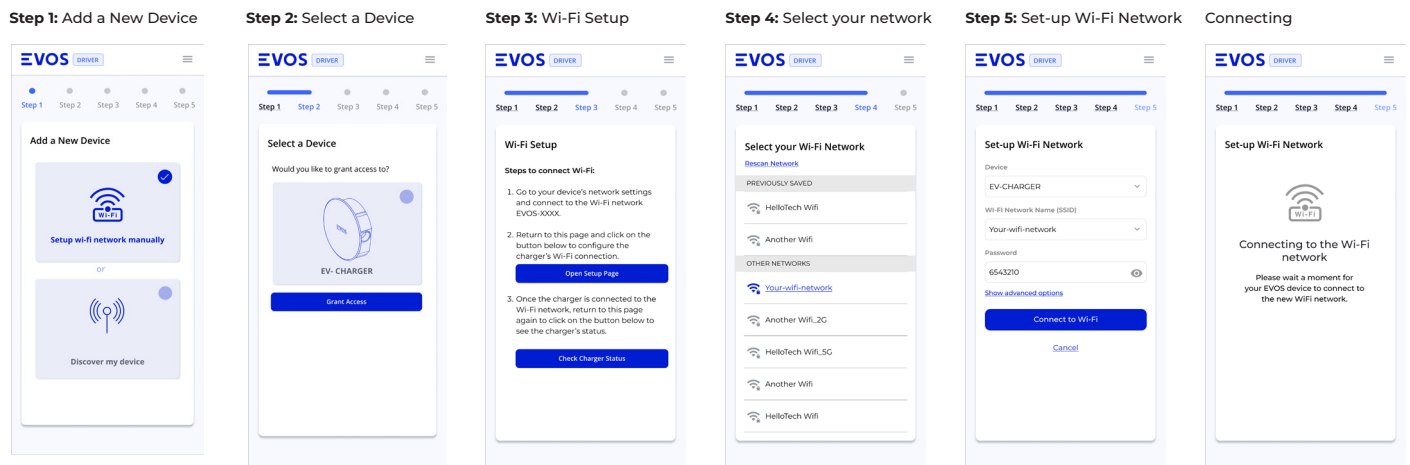 Step 1: Add a New Device
EVOS DRIVER
Step 1 Step 2 Step 3 Step 4 Step 5
Add a New Device
Wi-Fi
Setup wi-fi network manually
or
Discover my device
Step 2: Select a Device
EVOS DRIVER
Step 1 Step 2 Step 3 Step 4 Step 5
Select a Device
Would you like to grant access to?
EVOS
EV- CHARGER
Grant Access
Step 3: Wi-Fi Setup
EVOS DRIVER
Step 1 Step 2 Step 3 Step 4 Step 5
Wi-Fi Setup
Steps to connect Wi-Fi:
1. Go to your device's network settings
and connect to the Wi-Fi network
EVOS-XXXX.
2. Return to this page and click on the
button below to configure the
charger's Wi-Fi connection.
Open Setup Page
3. Once the charger is connected to the
Wi-Fi network, return to this page
again to click on the button below to
see the charger's status.
Check Charger Status
Step 4: Select your network
EVOS DRIVER
Step 1 Step 2 Step 3 Step 4 Step 5
Select your Wi-Fi Network
Rescan Network
PREVIOUSLY SAVED
HelloTech Wifi
Another Wifi
OTHER NETWORKS
Your-wifi-network
Another Wifi_2G
HelloTech Wifi_5G
Another Wifi
HelloTech Wifi
Step 5: Set-up Wi-Fi Network
EVOS DRIVER
Step 1 Step 2 Step 3 Step 4 Step 5
Set-up Wi-Fi Network
Device
EV-CHARGER
Wi-FI Network Name (SSID)
Your-wifi-network
Password
6543210
Show advanced options
Connect to Wi-Fi
Cancel
Connecting
EVOS DRIVER
Step 1 Step 2 Step 3 Step 4 Step 5
Set-up Wi-Fi Network
Wi-Fi
Connecting to the Wi-Fi
network
Please wait a moment for
your EVOS device to connect to
the new WiFi network.